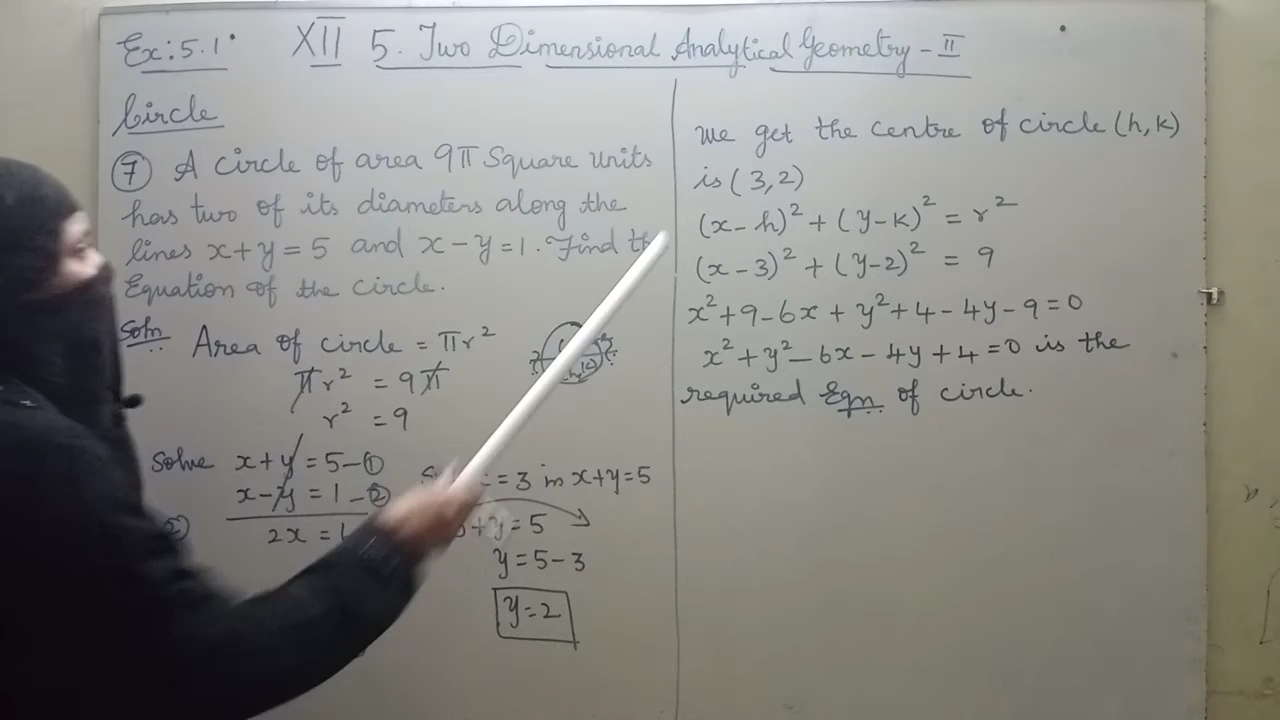 Ex: 5.1
XII 5. Two Dimensional Analytical Geometry - II
Circle
⑦ A circle of area 9π Square units
has two of its diameters along the
lines x+y=5 and x-y=1. Find
Equation of the circle.
Soln Area of circle = πr²
πr² = 9π
r² = 9
Solve x+y=5-①
x-y=1-②
2x =
= 3 in x+y=5
+y=5
y=5-3
y=2
We get the centre of circle (h,k)
is (3,2)
(x-h)²+(y-k)² = r²
(x-3)²+(y-2)² = 9
x²+9-6x+y²+4-4y-9=0
x²+y²-6x-4y+4=0 is the
required Eqn. of circle.